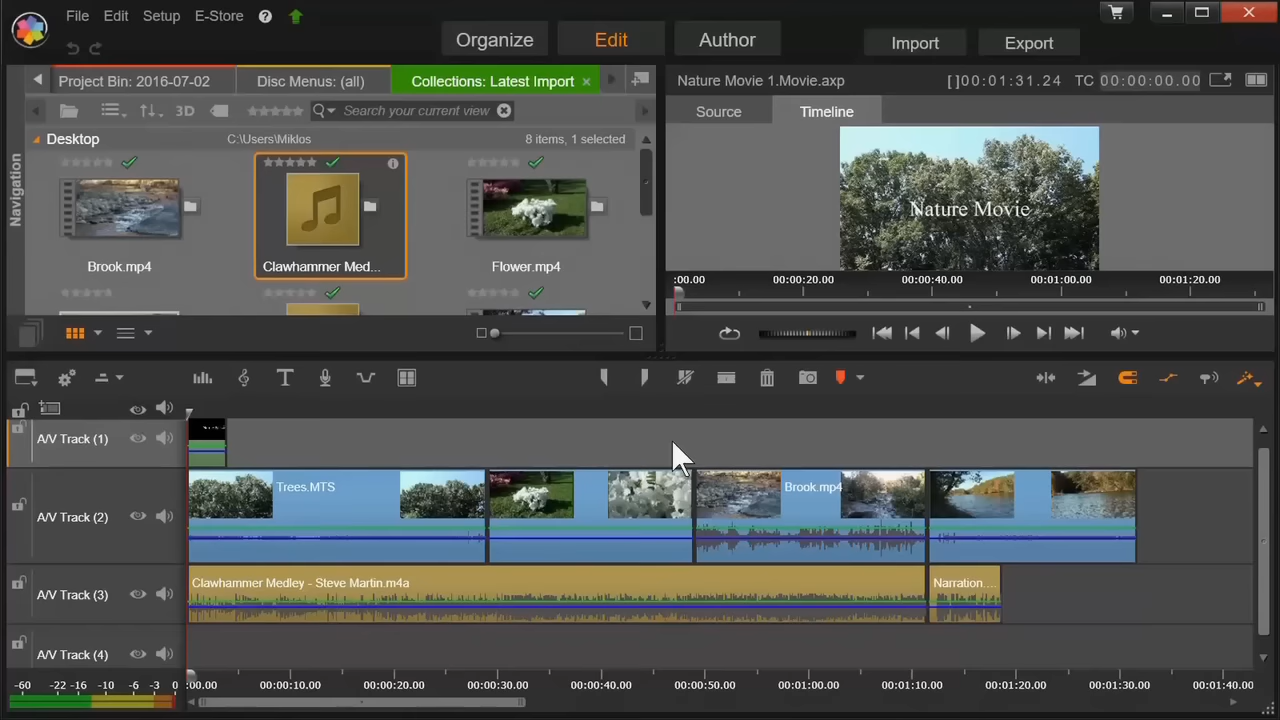 File Edit Setup E-Store ?
Organize Edit Author Import Export
Project Bin: 2016-07-02 Disc Menus: (all) Collections: Latest Import ×
Nature Movie 1.Movie.axp []00:01:31.24 TC 00:00:00.00
3D Search your current view
Source Timeline
Desktop C:\Users\Miklos 8 items, 1 selected
Navigation
Nature Movie
Brook.mp4 Clawhammer Med... Flower.mp4
:00.00 00:00:20.00 00:00:40.00 00:01:00.00 00:01:20.00
A/V Track (1)
A/V Track (2) Trees.MTS Brook.mp4
A/V Track (3) Clawhammer Medley - Steve Martin.m4a Narration....
A/V Track (4)
-60 -22 -16 -10 -6 -3 0 :00.00 00:00:10.00 00:00:20.00 00:00:30.00 00:00:40.00 00:00:50.00 00:01:00.00 00:01:10.00 00:01:20.00 00:01:30.00 00:01:40.00